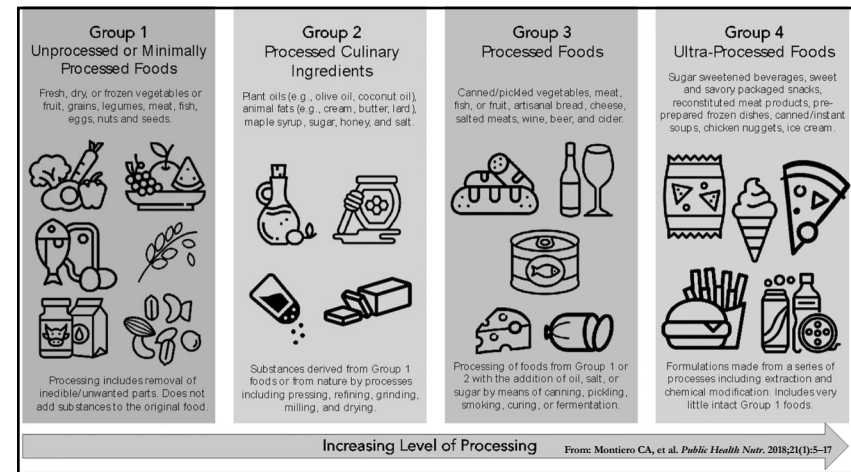 Group 1
Unprocessed or Minimally
Processed Foods
Fresh, dry, or frozen vegetables or
fruit, grains, legumes, meat, fish,
eggs, nuts and seeds.
Processing includes removal of
inedible/unwanted parts. Does not
add substances to the original food.
Group 2
Processed Culinary
Ingredients
Plant oils (e.g., olive oil, coconut oil),
animal fats (e.g., cream, butter, lard),
maple syrup, sugar, honey, and salt.
Substances derived from Group 1
foods or from nature by processes
including pressing, refining, grinding,
milling, and drying.
Group 3
Processed Foods
Canned/pickled vegetables, meat,
fish, or fruit, artisanal bread, cheese,
salted meats, wine, beer, and cider.
Processing of foods from Group 1 or
2 with the addition of oil, salt, or
sugar by means of canning, pickling,
smoking, curing, or fermentation.
Group 4
Ultra-Processed Foods
Sugar sweetened beverages, sweet
and savory packaged snacks,
reconstituted meat products, pre-
prepared frozen dishes, canned/instant
soups, chicken nuggets, ice cream.
Formulations made from a series of
processes including extraction and
chemical modification. Includes very
little intact Group 1 foods.
Increasing Level of Processing
From: Montiero CA, et al. Public Health Nutr. 2018;21(1):5–17